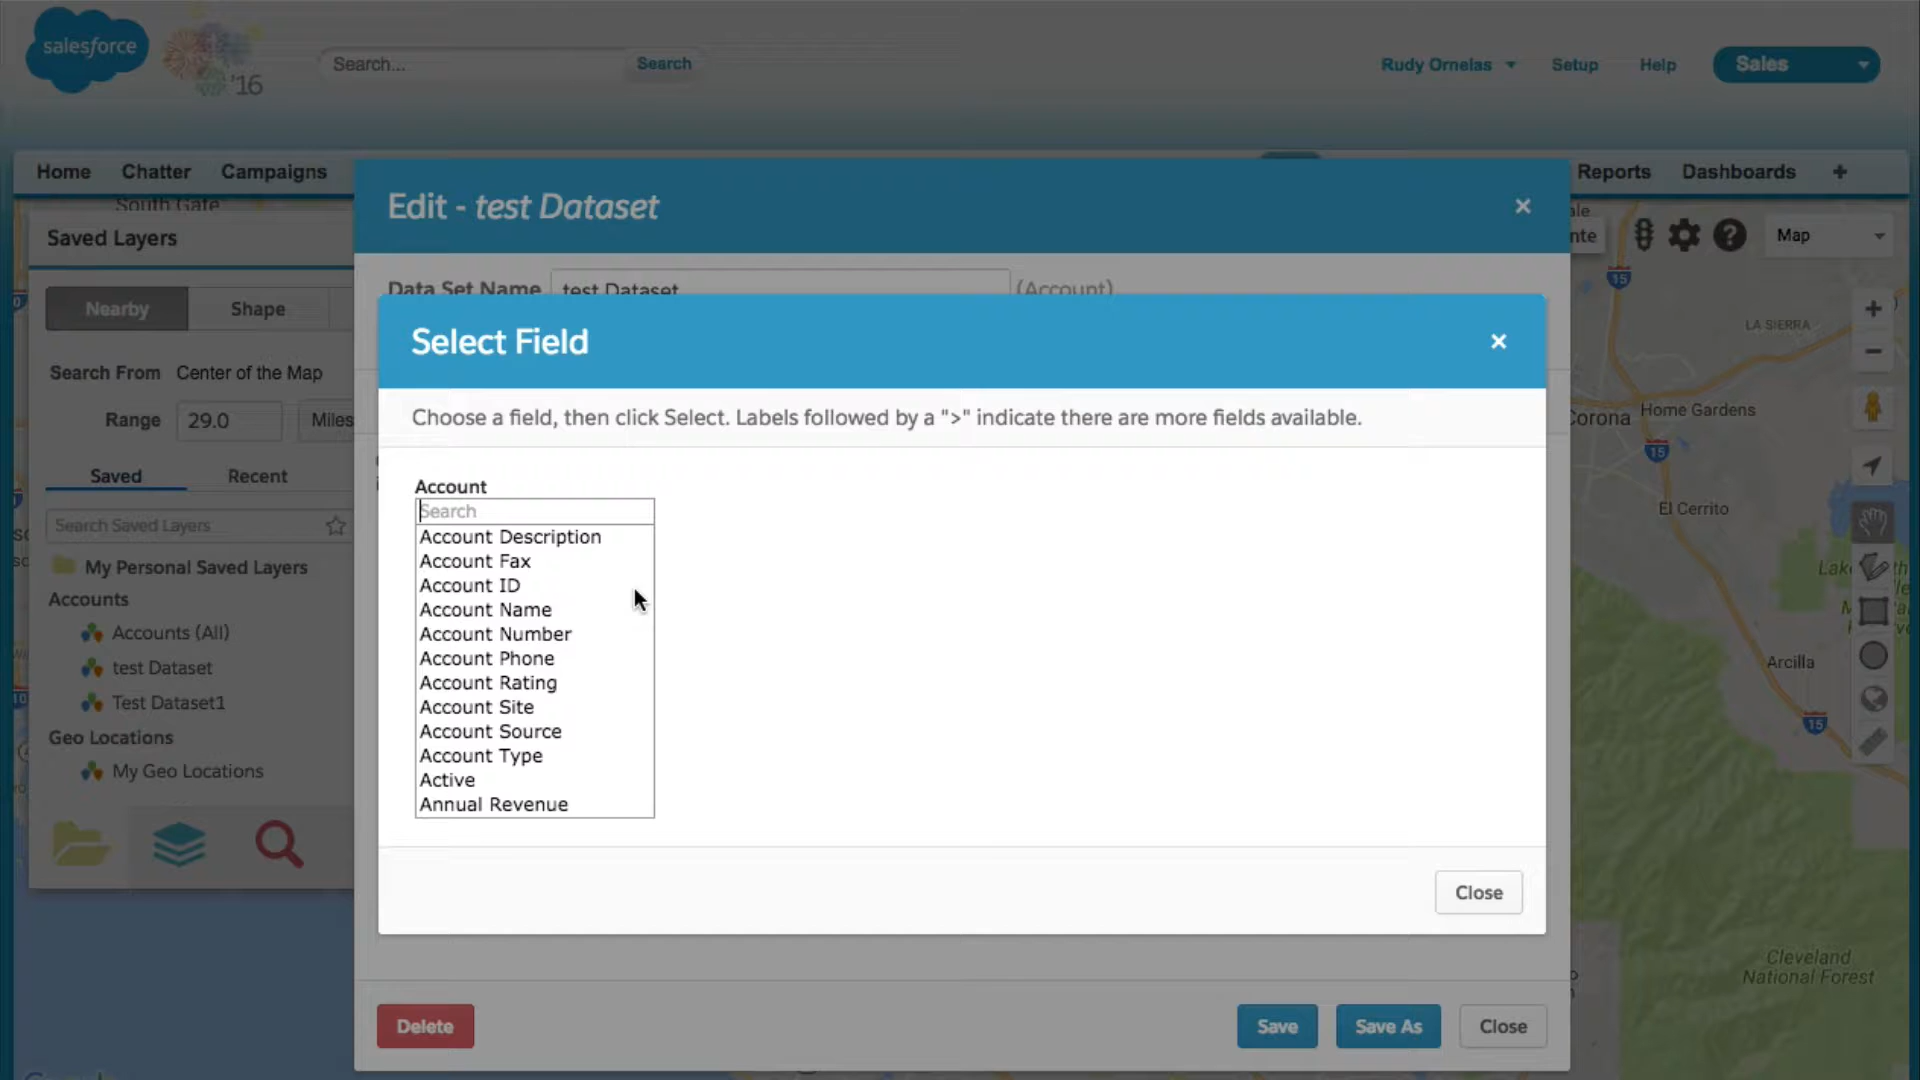 salesforce
'16
Search...
Search
Rudy Ornelas
Setup
Help
Sales
Home
Chatter
Campaigns
Reports
Dashboards
+
South Gate
Saved Layers
Edit - test Dataset
×
Map
Data Set Name
test Dataset
(Account)
Nearby
Shape
Select Field
×
15
LA SIERRA
+
−
Search From
Center of the Map
Range
29.0
Miles
Choose a field, then click Select. Labels followed by a ">" indicate there are more fields available.
Corona
Home Gardens
15
Saved
Recent
Account
Search
El Cerrito
Search Saved Layers
Account Description
Account Fax
Account ID
Account Name
Account Number
Account Phone
Account Rating
Account Site
Account Source
Account Type
Active
Annual Revenue
My Personal Saved Layers
Accounts
Accounts (All)
test Dataset
Test Dataset1
Geo Locations
My Geo Locations
Arcilla
15
Close
Cleveland
National Forest
Delete
Save
Save As
Close